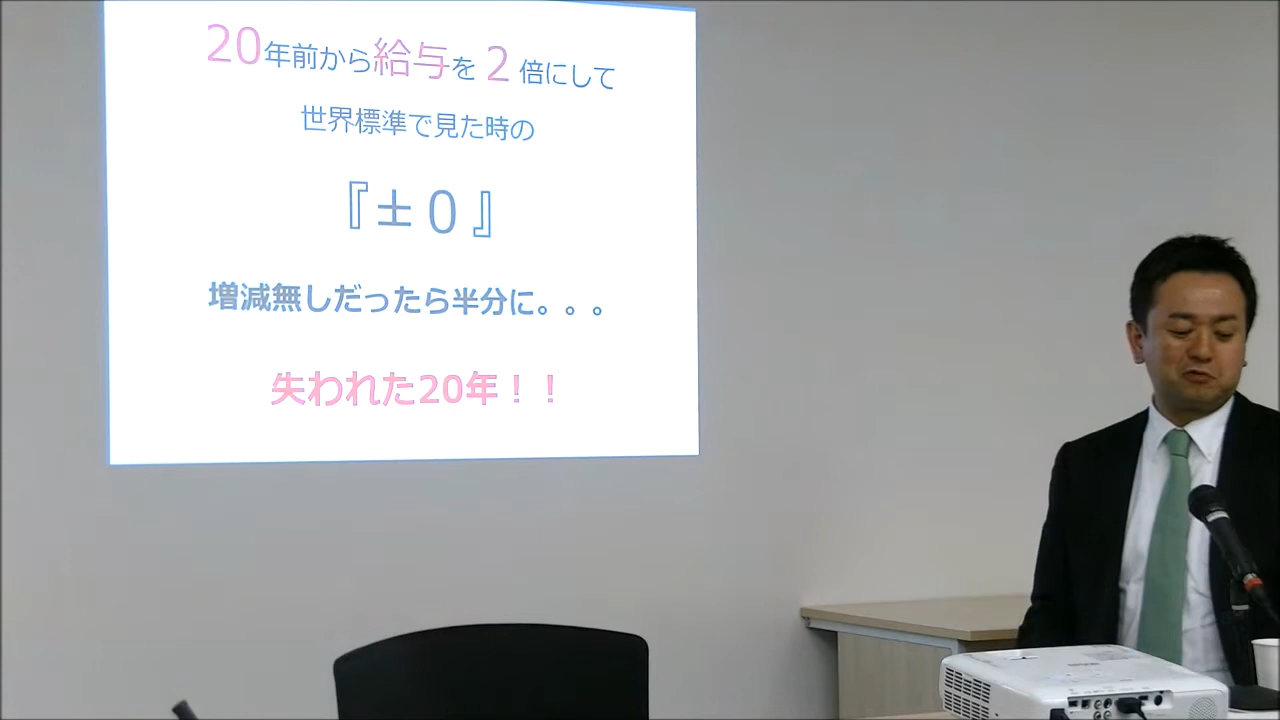 20年前から給与を2倍にして
世界標準で見た時の
『±0』
増減無しだったら半分に。。。
失われた20年！！